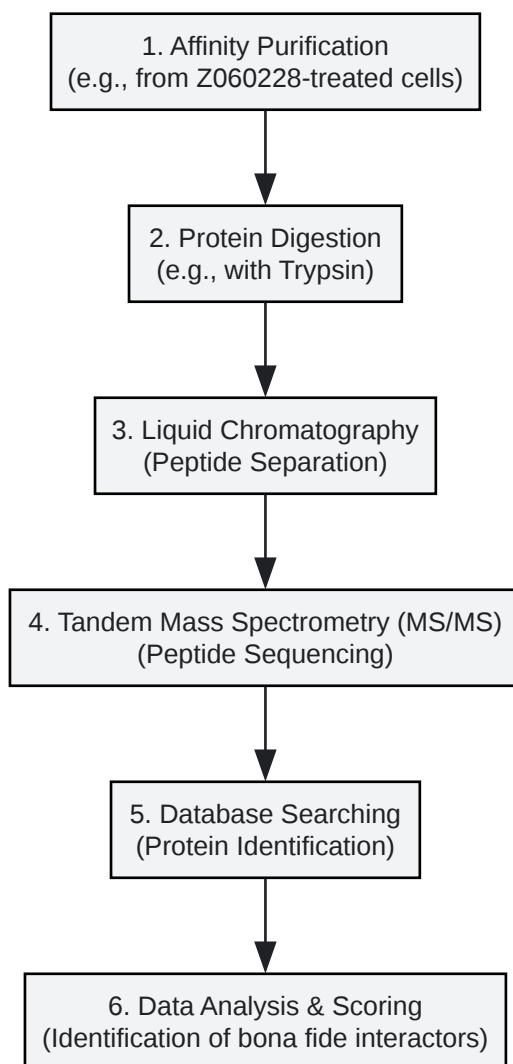 1. Affinity Purification
(e.g., from Z060228-treated cells)
2. Protein Digestion
(e.g., with Trypsin)
3. Liquid Chromatography
(Peptide Separation)
4. Tandem Mass Spectrometry (MS/MS)
(Peptide Sequencing)
5. Database Searching
(Protein Identification)
6. Data Analysis & Scoring
(Identification of bona fide interactors)